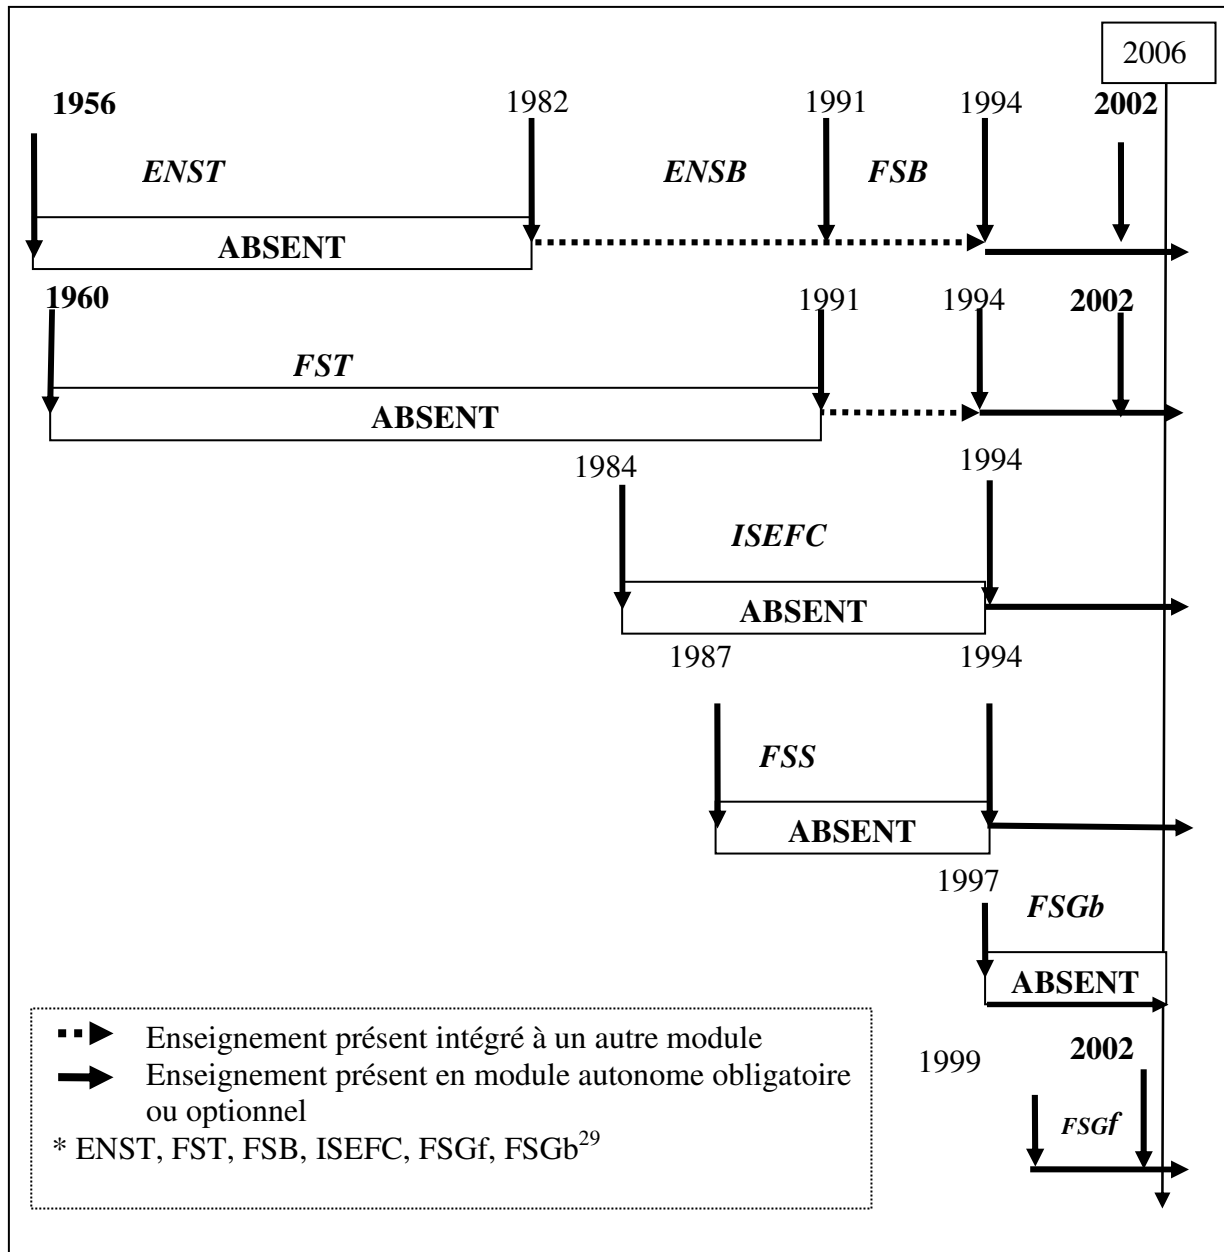 2006
1956 1982 1991 1994 2002
ENST ENSB FSB
ABSENT
1960 1991 1994 2002
FST
ABSENT
1984 1994
ISEFC
ABSENT
1987 1994
FSS
ABSENT
1997
FSGb
ABSENT
Enseignement présent intégré à un autre module
Enseignement présent en module autonome obligatoire
ou optionnel
* ENST, FST, FSB, ISEFC, FSGf, FSGb29
1999 2002
FSGf